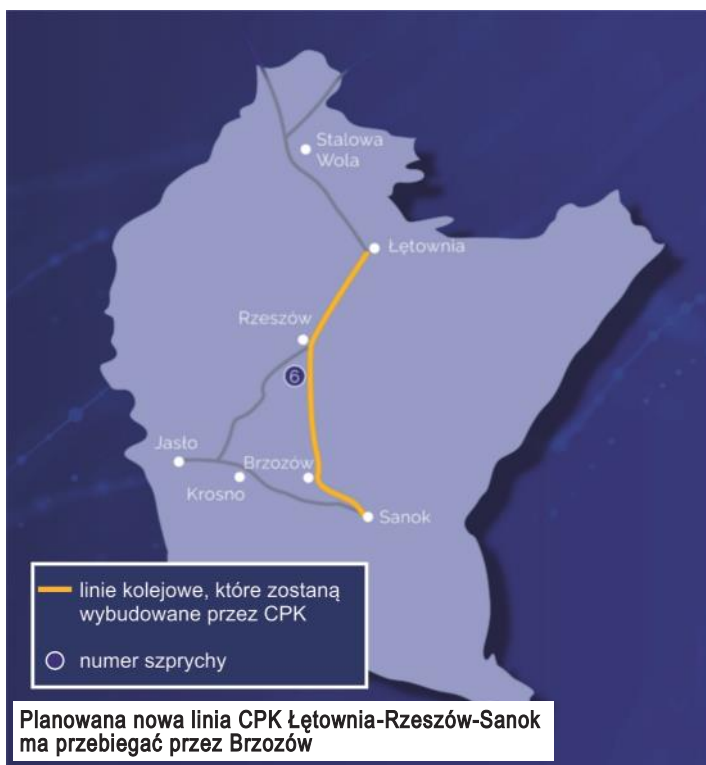 Stalowa
Wola
Łętownia
Rzeszów
6
Jasło
Brzozów
Krosno
Sanok
linie kolejowe, które zostaną
wybudowane przez CPK
numer szprychy
Planowana nowa linia CPK Łętownia-Rzeszów-Sanok
ma przebiegać przez Brzozów